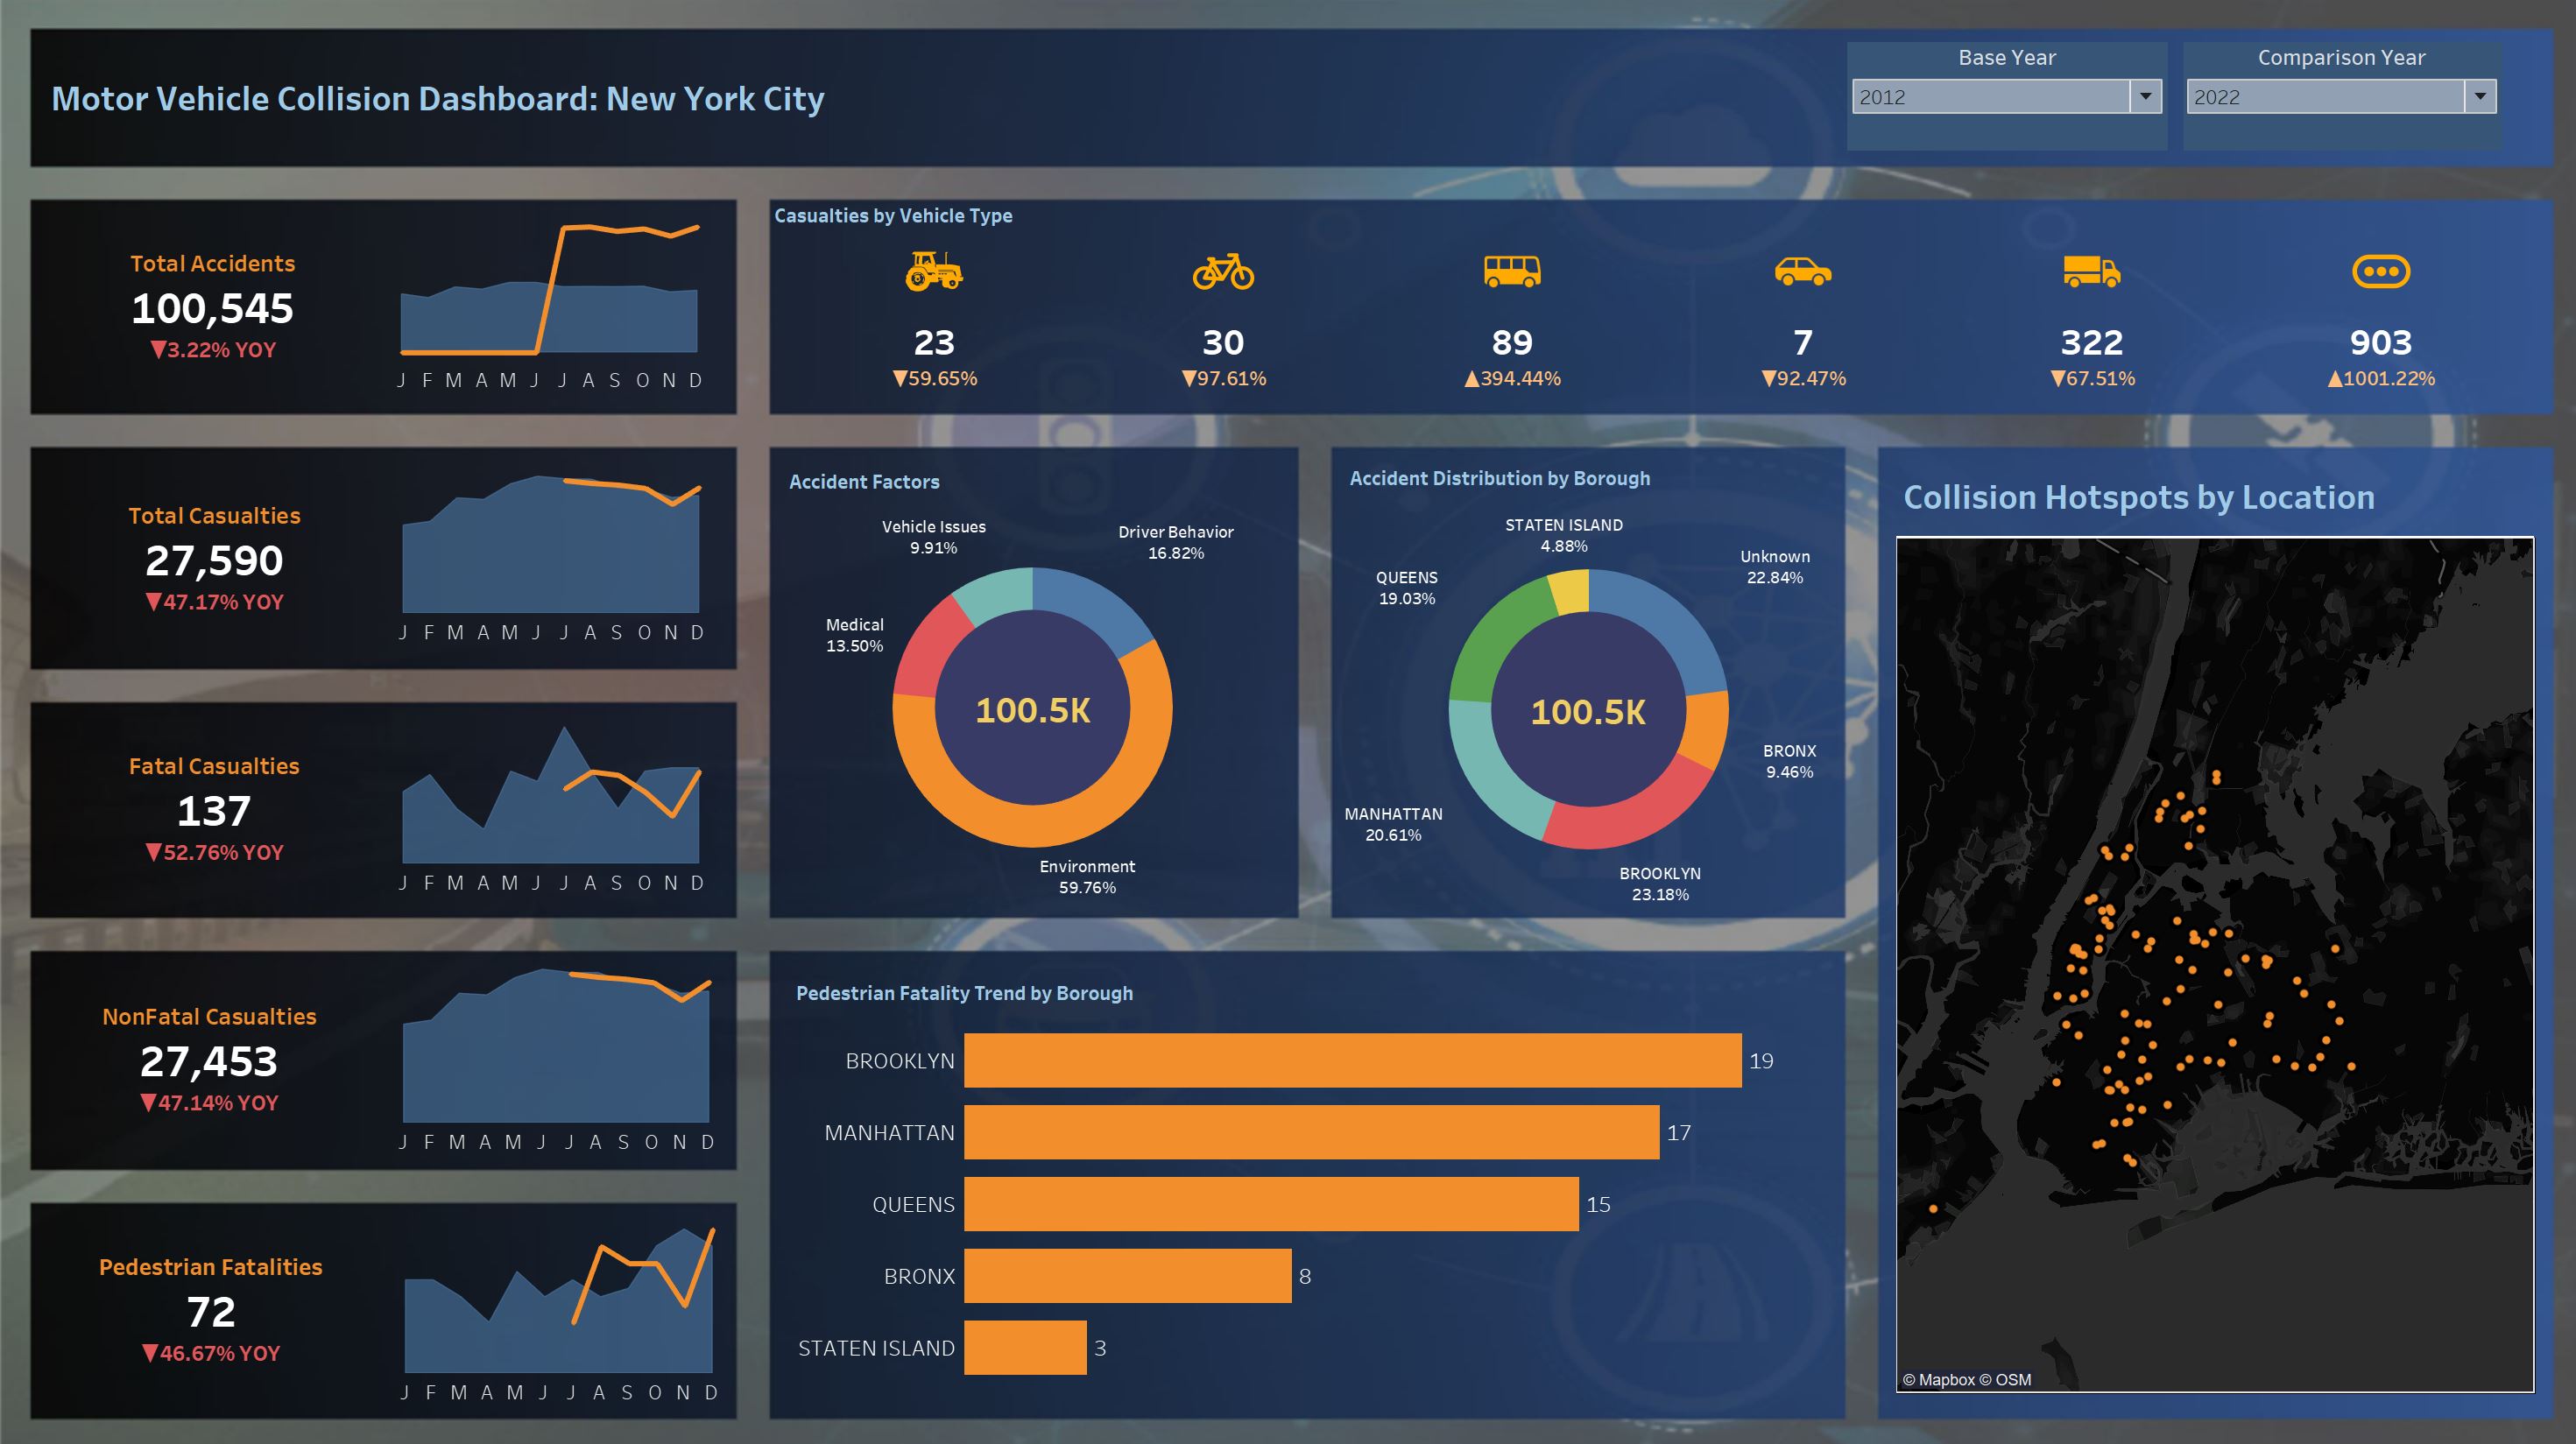 Motor Vehicle Collision Dashboard: New York City
Base Year
2012
Comparison Year
2022
Total Accidents
100,545
▼3.22% YOY
J F M A M J J A S O N D
Casualties by Vehicle Type
23
▼59.65%
30
▼97.61%
89
▲394.44%
7
▼92.47%
322
▼67.51%
903
▲1001.22%
Total Casualties
27,590
▼47.17% YOY
J F M A M J J A S O N D
Fatal Casualties
137
▼52.76% YOY
J F M A M J J A S O N D
NonFatal Casualties
27,453
▼47.14% YOY
J F M A M J J A S O N D
Pedestrian Fatalities
72
▼46.67% YOY
J F M A M J J A S O N D
Accident Factors
Vehicle Issues
9.91%
Driver Behavior
16.82%
Medical
13.50%
100.5K
Environment
59.76%
Accident Distribution by Borough
STATEN ISLAND
4.88%
Unknown
22.84%
QUEENS
19.03%
100.5K
BRONX
9.46%
MANHATTAN
20.61%
BROOKLYN
23.18%
Pedestrian Fatality Trend by Borough
BROOKLYN 19
MANHATTAN 17
QUEENS 15
BRONX 8
STATEN ISLAND 3
Collision Hotspots by Location
© Mapbox © OSM